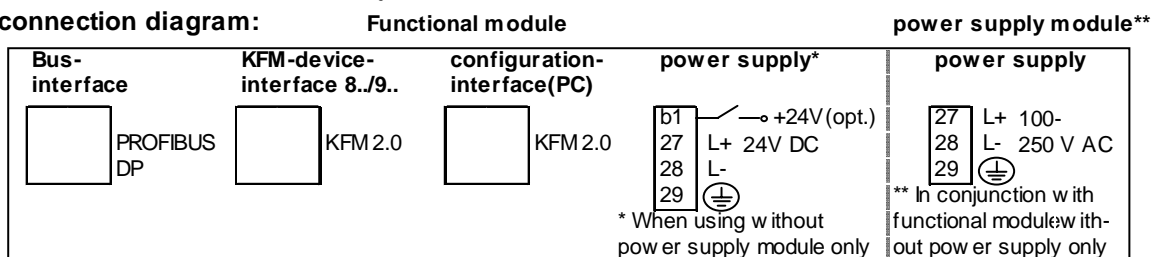 connection diagram:
Functional module
power supply module**
Bus-
interface
KFM-device-
interface 8../9..
configuration-
interface(PC)
power supply*
power supply
PROFIBUS
DP
KFM 2.0
KFM 2.0
b1 +24V(opt.)
27 L+ 24V DC
28 L-
29
* When using without
power supply module only
27 L+ 100-
28 L- 250 V AC
29
** In conjunction with
functional module with-
out power supply only